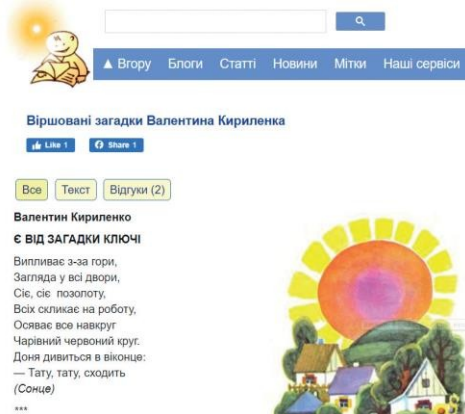 ▲ Вгору Блоги Статті Новини Мітки Наші сервіси
Віршовані загадки Валентина Кириленка
Like 1 Share 1
Все Текст Відгуки (2)
Валентин Кириленко
Є ВІД ЗАГАДКИ КЛЮЧІ
Випливає з-за гори,
Загляда у всі двори,
Сіє, сіє позолоту,
Всіх скликає на роботу,
Осяває все навкруг
Чарівний червоний круг.
Доня дивиться в віконце:
— Тату, тату, сходить
(Сонце)
***